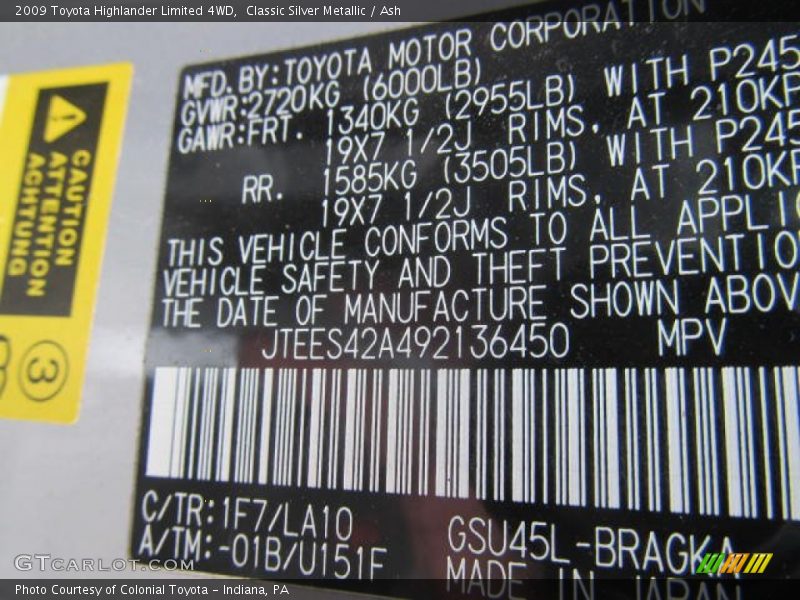 2009 Toyota Highlander Limited 4WD,  Classic Silver Metallic / Ash
MFD.BY:TOYOTA MOTOR CORPORATION
GVWR:2720KG (6000LB)
GAWR:FRT. 1340KG (2955LB) WITH P245
19X7 1/2J RIMS, AT 210KP
RR. 1585KG (3505LB) WITH P245
19X7 1/2J RIMS, AT 210KP
THIS VEHICLE CONFORMS TO ALL APPLIC
VEHICLE SAFETY AND THEFT PREVENTIO
THE DATE OF MANUFACTURE SHOWN ABOV
JTEES42A492136450 MPV
C/TR:1F7/LA10
A/TM:-01B/U151F
GSU45L-BRAGKA
MADE IN JAPAN
CAUTION
ATTENTION
ACHTUNG
3
GTCARLOT.COM
Photo Courtesy of Colonial Toyota - Indiana, PA